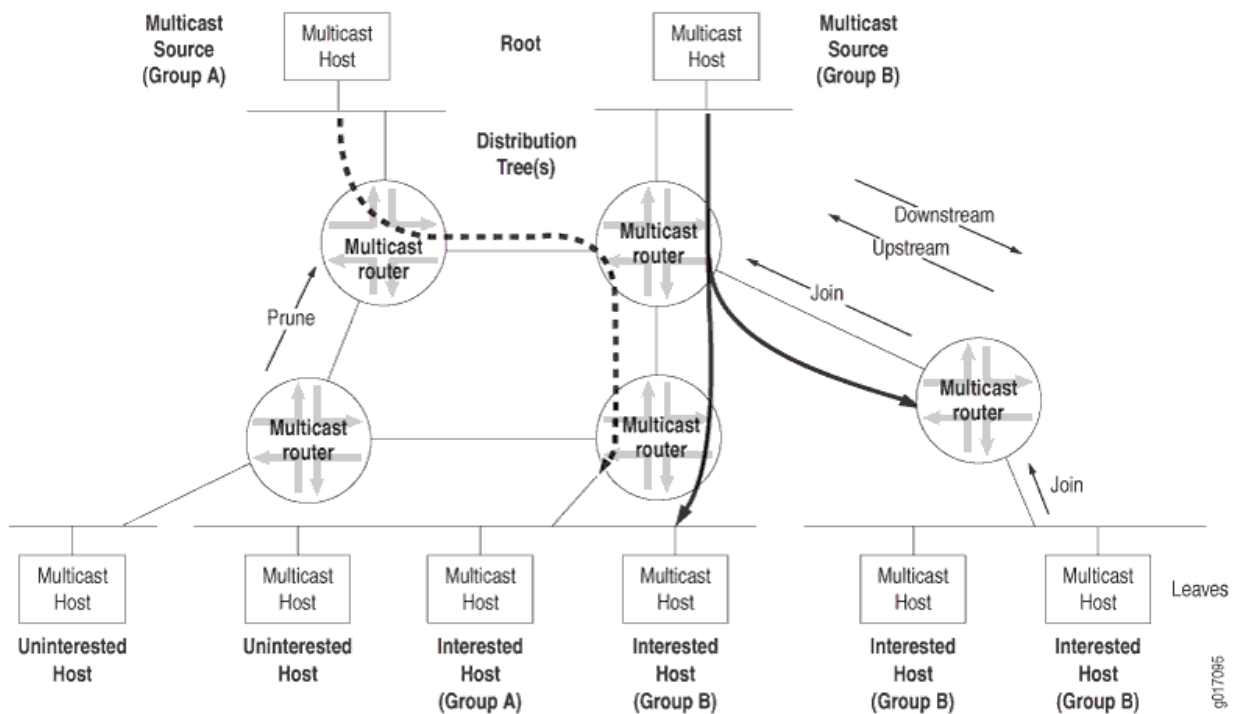 Multicast
Source
(Group A)
Multicast
Host
Root
Multicast
Host
Multicast
Source
(Group B)
Distribution
Tree(s)
Multicast
router
Multicast
router
Downstream
Upstream
Join
Prune
Multicast
router
Multicast
router
Multicast
router
Join
Multicast
Host
Multicast
Host
Multicast
Host
Multicast
Host
Multicast
Host
Multicast
Host
Leaves
Uninterested
Host
Uninterested
Host
Interested
Host
(Group A)
Interested
Host
(Group B)
Interested
Host
(Group B)
Interested
Host
(Group B)
g017095